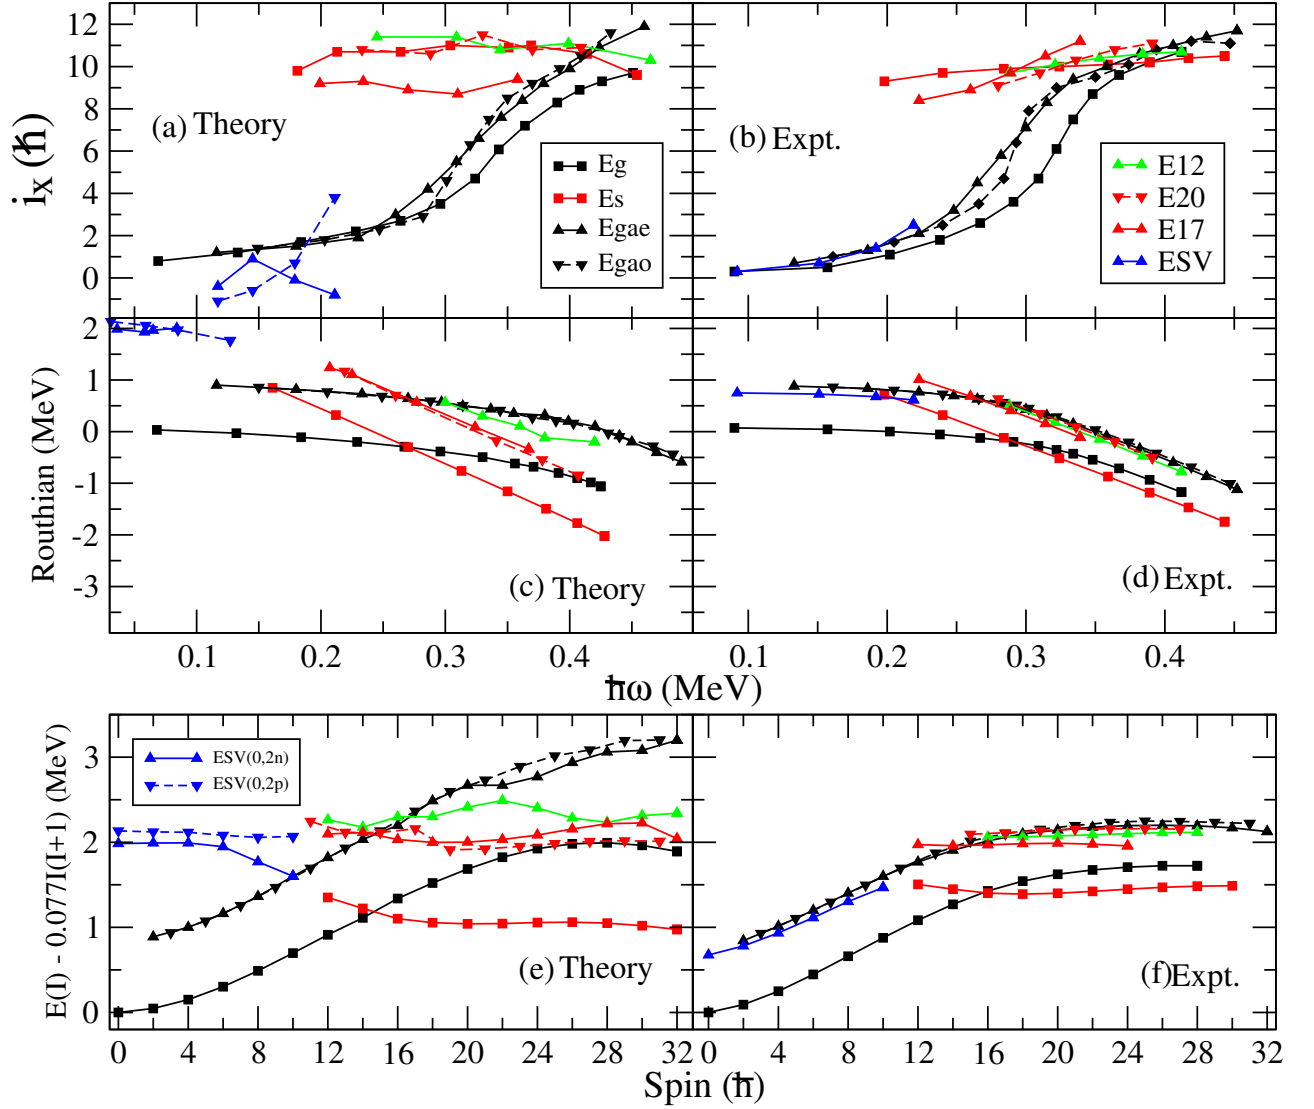 12
10
8
6
4
2
0
iₓ (ħ)
(a) Theory
Eg
Es
Egae
Egao
(b) Expt.
E12
E20
E17
ESV
2
1
0
-1
-2
-3
Routhian (MeV)
(c) Theory
(d) Expt.
0.1 0.2 0.3 0.4 0.1 0.2 0.3 0.4
ħω (MeV)
3
2
1
0
E(I) - 0.077I(I+1) (MeV)
ESV(0,2n)
ESV(0,2p)
(e) Theory
(f) Expt.
0 4 8 12 16 20 24 28 32 0 4 8 12 16 20 24 28 32
Spin (ħ)